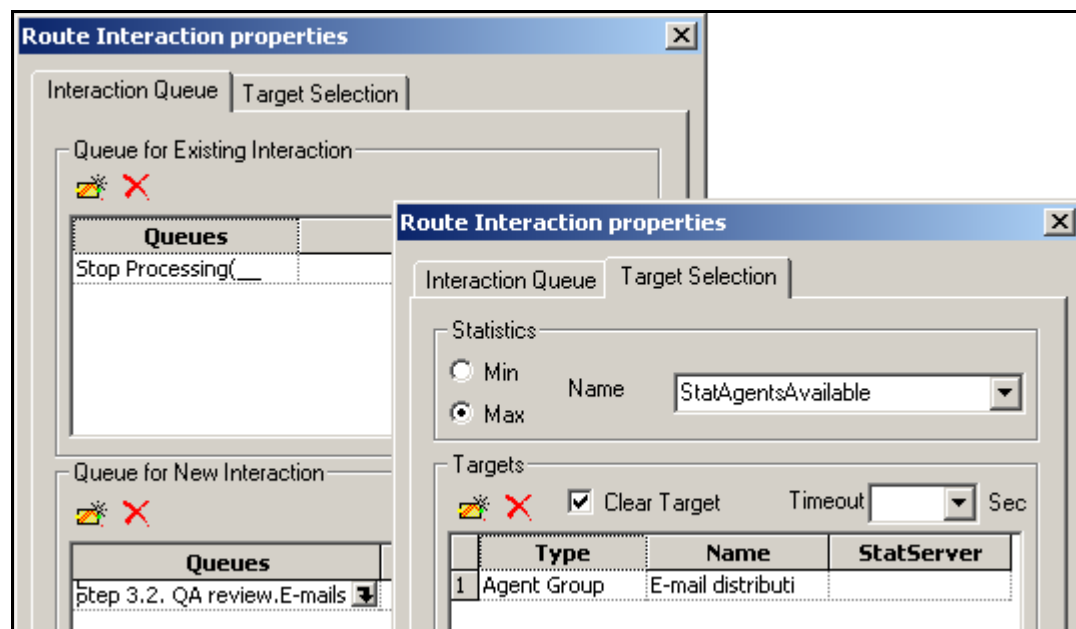 Route Interaction properties
Interaction Queue
Target Selection
Queue for Existing Interaction
Queues
Stop Processing(__
Queue for New Interaction
Queues
Step 3.2. QA review.E-mails
Route Interaction properties
Interaction Queue
Target Selection
Statistics
Min
Max
Name
StatAgentsAvailable
Targets
Clear Target
Timeout
Sec
Type Name StatServer
1 Agent Group E-mail distributi